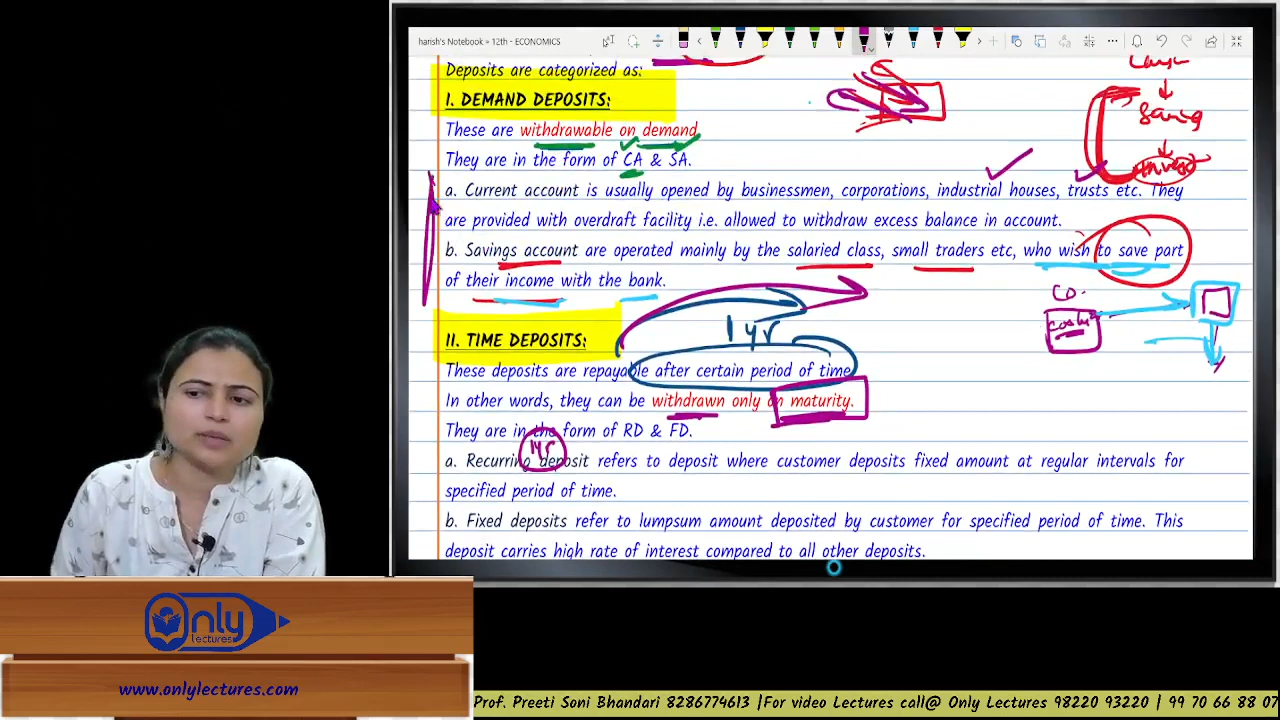 harish's Notebook » 12th - ECONOMICS
Deposits are categorized as:
I. DEMAND DEPOSITS:
These are withdrawable on demand
They are in the form of CA & SA.
a. Current account is usually opened by businessmen, corporations, industrial houses, trusts etc. They
are provided with overdraft facility i.e. allowed to withdraw excess balance in account.
b. Savings account are operated mainly by the salaried class, small traders etc, who wish to save part
of their income with the bank.
Saving
Invest
Co.
1 yr
II. TIME DEPOSITS:
These deposits are repayable after certain period of time
In other words, they can be withdrawn only on maturity.
They are in the form of RD & FD.
1yr
a. Recurring deposit refers to deposit where customer deposits fixed amount at regular intervals for
specified period of time.
b. Fixed deposits refer to lumpsum amount deposited by customer for specified period of time. This
deposit carries high rate of interest compared to all other deposits.
Only
lectures
www.onlylectures.com
Prof. Preeti Soni Bhandari 8286774613 |For video Lectures call@ Only Lectures 98220 93220 | 99 70 66 88 07